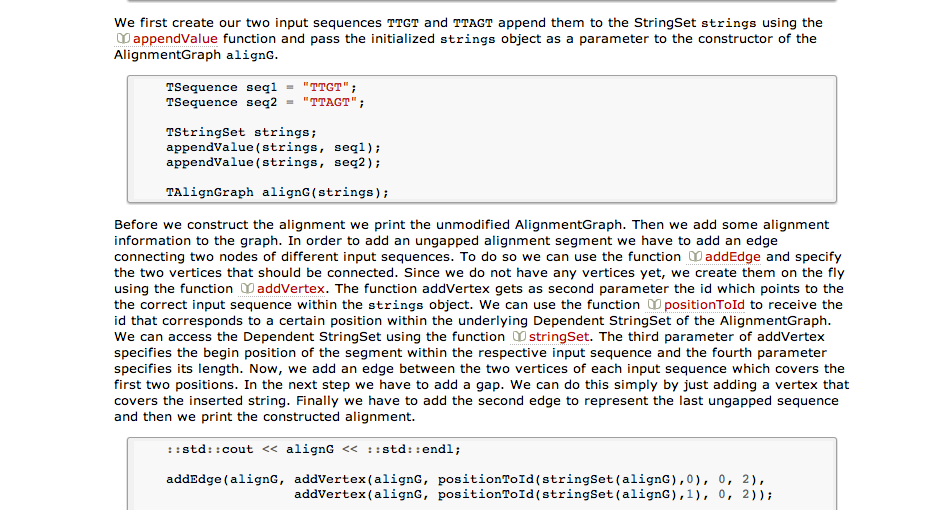 We first create our two input sequences TTGT and TTAGT append them to the StringSet strings using the
appendValue function and pass the initialized strings object as a parameter to the constructor of the
AlignmentGraph alignG.
TSequence seq1 = "TTGT";
TSequence seq2 = "TTAGT";
TStringSet strings;
appendValue(strings, seq1);
appendValue(strings, seq2);
TAlignGraph alignG(strings);
Before we construct the alignment we print the unmodified AlignmentGraph. Then we add some alignment
information to the graph. In order to add an ungapped alignment segment we have to add an edge
connecting two nodes of different input sequences. To do so we can use the function addEdge and specify
the two vertices that should be connected. Since we do not have any vertices yet, we create them on the fly
using the function addVertex. The function addVertex gets as second parameter the id which points to the
the correct input sequence within the strings object. We can use the function positionToId to receive the
id that corresponds to a certain position within the underlying Dependent StringSet of the AlignmentGraph.
We can access the Dependent StringSet using the function stringSet. The third parameter of addVertex
specifies the begin position of the segment within the respective input sequence and the fourth parameter
specifies its length. Now, we add an edge between the two vertices of each input sequence which covers the
first two positions. In the next step we have to add a gap. We can do this simply by just adding a vertex that
covers the inserted string. Finally we have to add the second edge to represent the last ungapped sequence
and then we print the constructed alignment.
::std::cout << alignG << ::std::endl;
addEdge(alignG, addVertex(alignG, positionToId(stringSet(alignG),0), 0, 2),
addVertex(alignG, positionToId(stringSet(alignG),1), 0, 2));